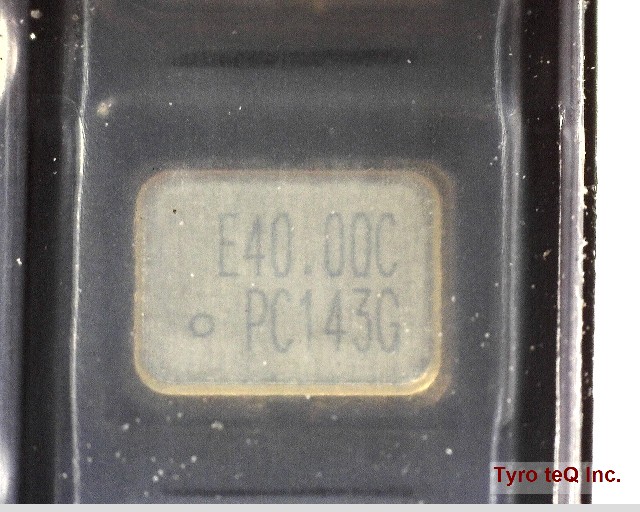 E40.00C
PC143G
Tyro teQ Inc.